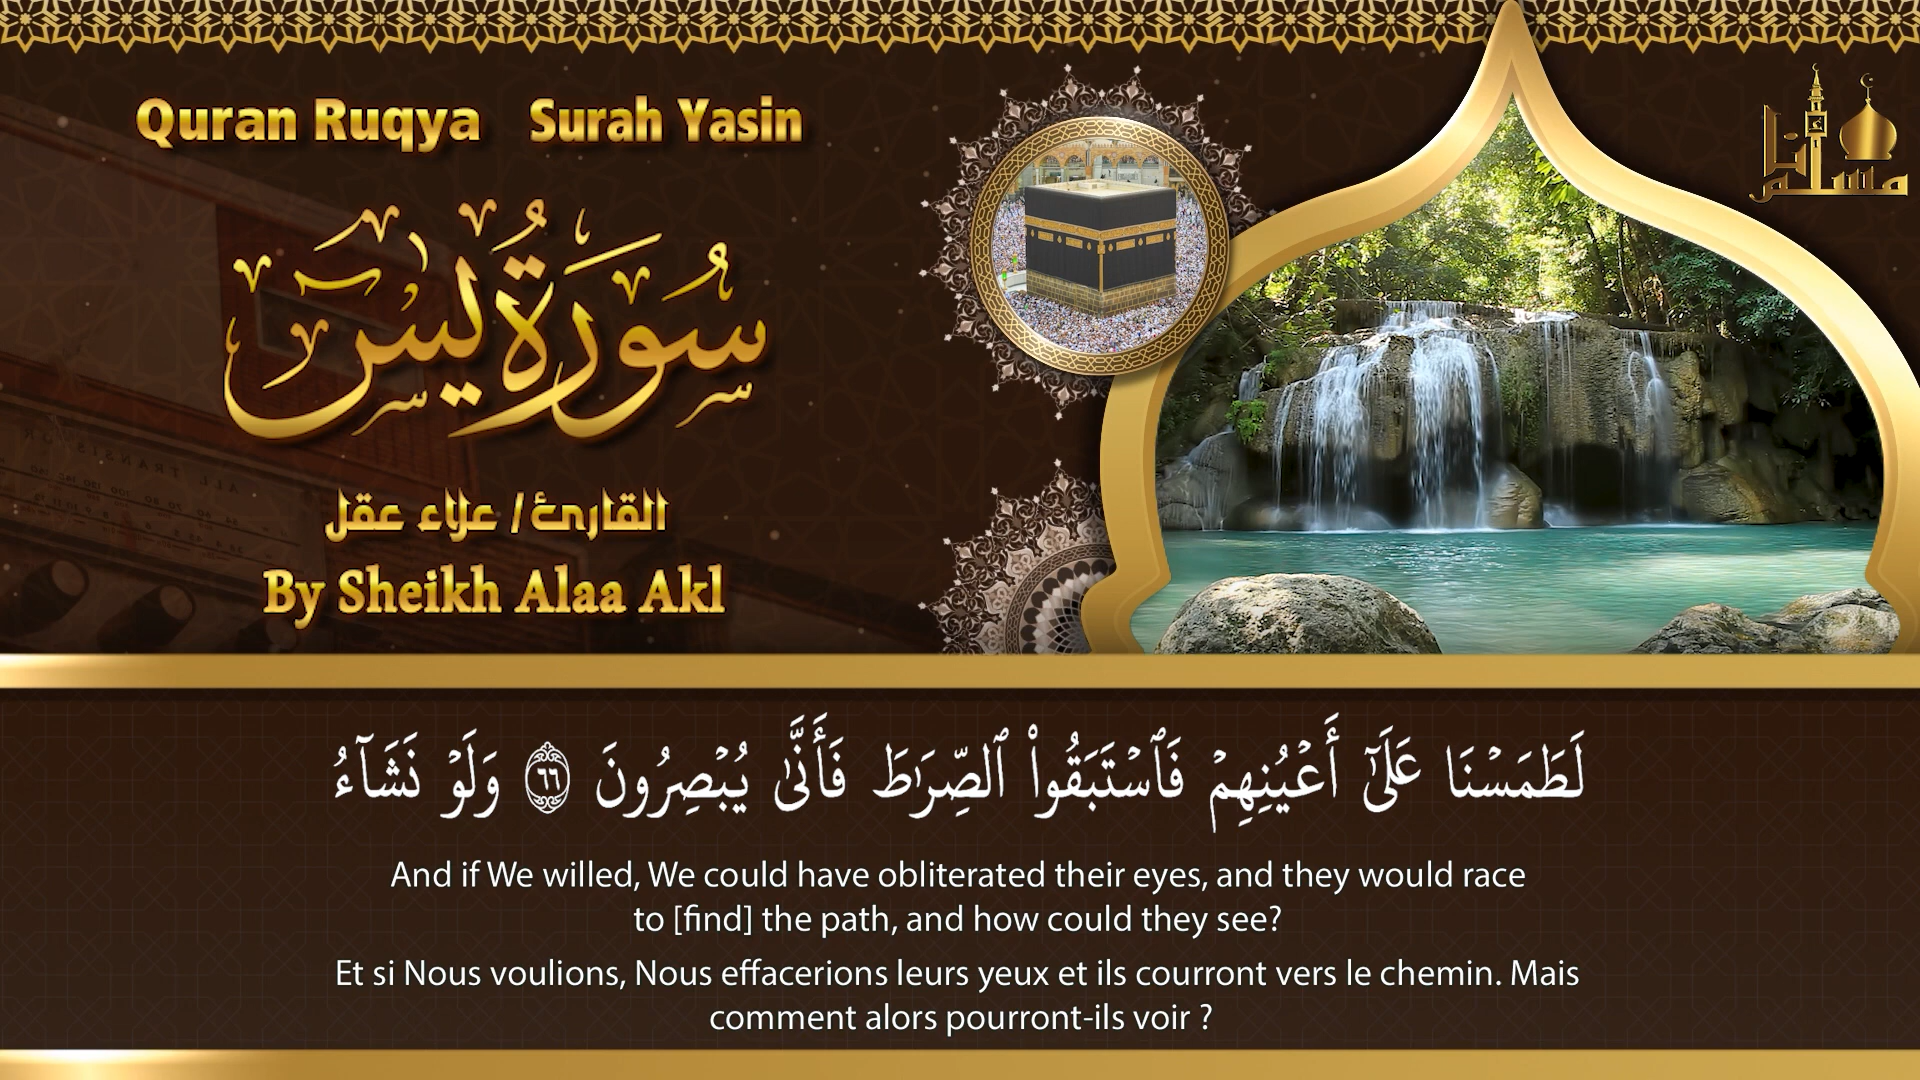 Quran Ruqya Surah Yasin
أنا مسلم
سُورَةُ يسٓ
القارئ / علاء عقل
By Sheikh Alaa Akl
لَطَمَسْنَا عَلَىٰٓ أَعْيُنِهِمْ فَٱسْتَبَقُوا۟ ٱلصِّرَٰطَ فَأَنَّىٰ يُبْصِرُونَ ٦٦ وَلَوْ نَشَآءُ
And if We willed, We could have obliterated their eyes, and they would race
to [find] the path, and how could they see?
Et si Nous voulions, Nous effacerions leurs yeux et ils courront vers le chemin. Mais
comment alors pourront-ils voir ?